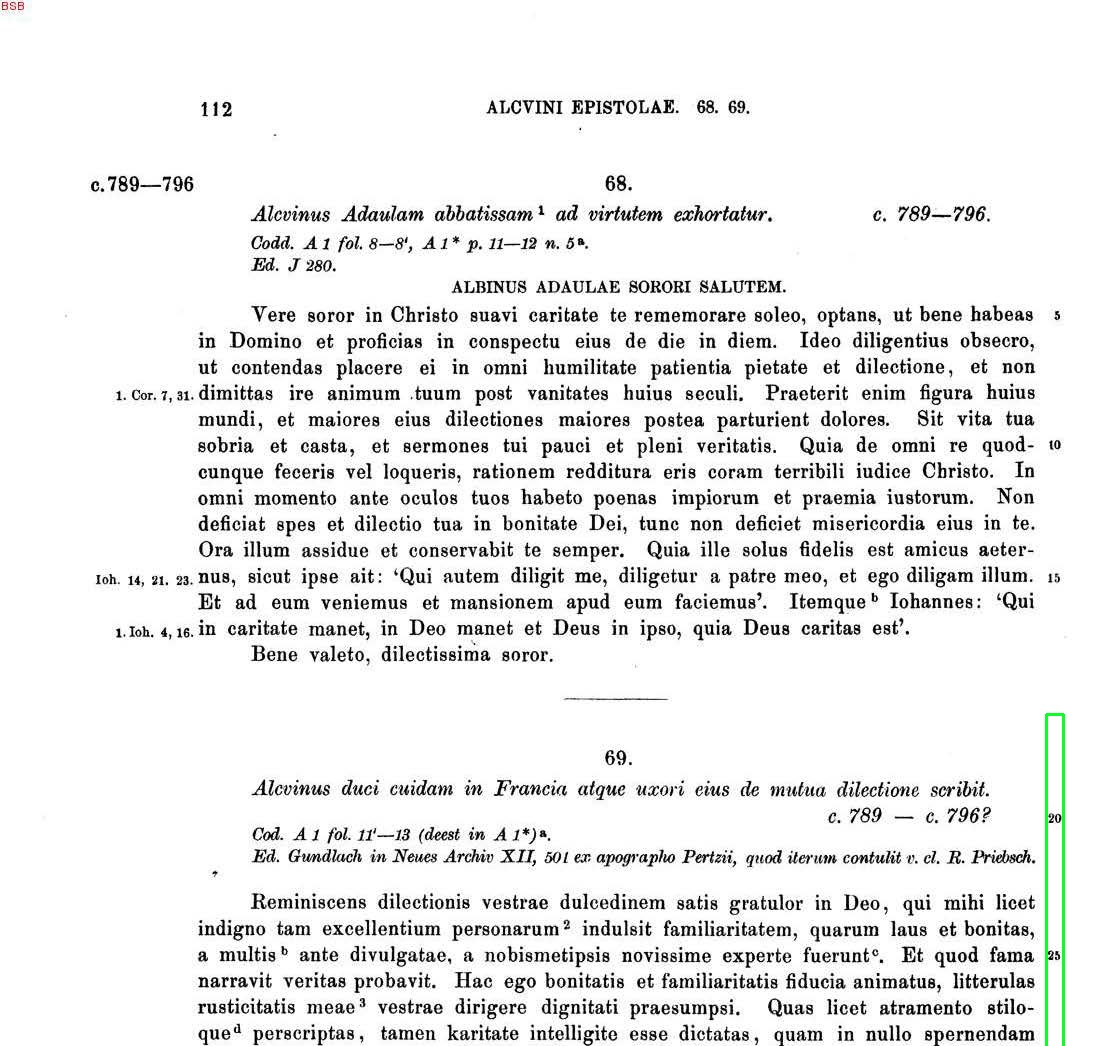 BSB
112 ALCVINI EPISTOLAE. 68. 69.
c. 789—796 68.
Alcvinus Adaulam abbatissam ¹ ad virtutem exhortatur. c. 789—796.
Codd. A 1 fol. 8—8', A 1* p. 11—12 n. 5ª.
Ed. J 280.
ALBINUS ADAULAE SORORI SALUTEM.
Vere soror in Christo suavi caritate te rememorare soleo, optans, ut bene habeas 5
in Domino et proficias in conspectu eius de die in diem. Ideo diligentius obsecro,
ut contendas placere ei in omni humilitate patientia pietate et dilectione, et non
1. Cor. 7, 31. dimittas ire animum tuum post vanitates huius seculi. Praeterit enim figura huius
mundi, et maiores eius dilectiones maiores postea parturient dolores. Sit vita tua
sobria et casta, et sermones tui pauci et pleni veritatis. Quia de omni re quod- 10
cunque feceris vel loqueris, rationem redditura eris coram terribili iudice Christo. In
omni momento ante oculos tuos habeto poenas impiorum et praemia iustorum. Non
deficiat spes et dilectio tua in bonitate Dei, tunc non deficiet misericordia eius in te.
Ora illum assidue et conservabit te semper. Quia ille solus fidelis est amicus aeter-
Ioh. 14, 21. 23. nus, sicut ipse ait: ‘Qui autem diligit me, diligetur a patre meo, et ego diligam illum. 15
Et ad eum veniemus et mansionem apud eum faciemus’. Itemque ᵇ Iohannes: ‘Qui
1. Ioh. 4, 16. in caritate manet, in Deo manet et Deus in ipso, quia Deus caritas est’.
Bene valeto, dilectissima soror.
69.
Alcvinus duci cuidam in Francia atque uxori eius de mutua dilectione scribit.
c. 789 — c. 796? 20
Cod. A 1 fol. 11'—13 (deest in A 1*)ª.
Ed. Gundlach in Neues Archiv XII, 501 ex apographo Pertzii, quod iterum contulit v. cl. R. Priebsch.
Reminiscens dilectionis vestrae dulcedinem satis gratulor in Deo, qui mihi licet
indigno tam excellentium personarum ² indulsit familiaritatem, quarum laus et bonitas,
a multis ᵇ ante divulgatae, a nobismetipsis novissime experte fueruntᶜ. Et quod fama 25
narravit veritas probavit. Hac ego bonitatis et familiaritatis fiducia animatus, litterulas
rusticitatis meae ³ vestrae dirigere dignitati praesumpsi. Quas licet atramento stilo-
queᵈ perscriptas, tamen karitate intelligite esse dictatas, quam in nullo spernendam